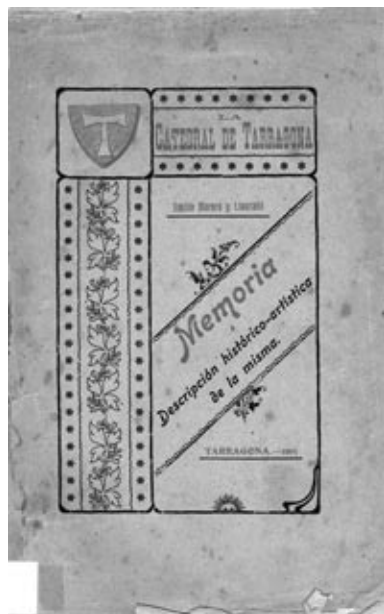 LA
CATEDRAL DE TARRAGONA
Emilio Morera y Llauradó
Memoria
Descripción histórico-artística
de la misma.
TARRAGONA.—